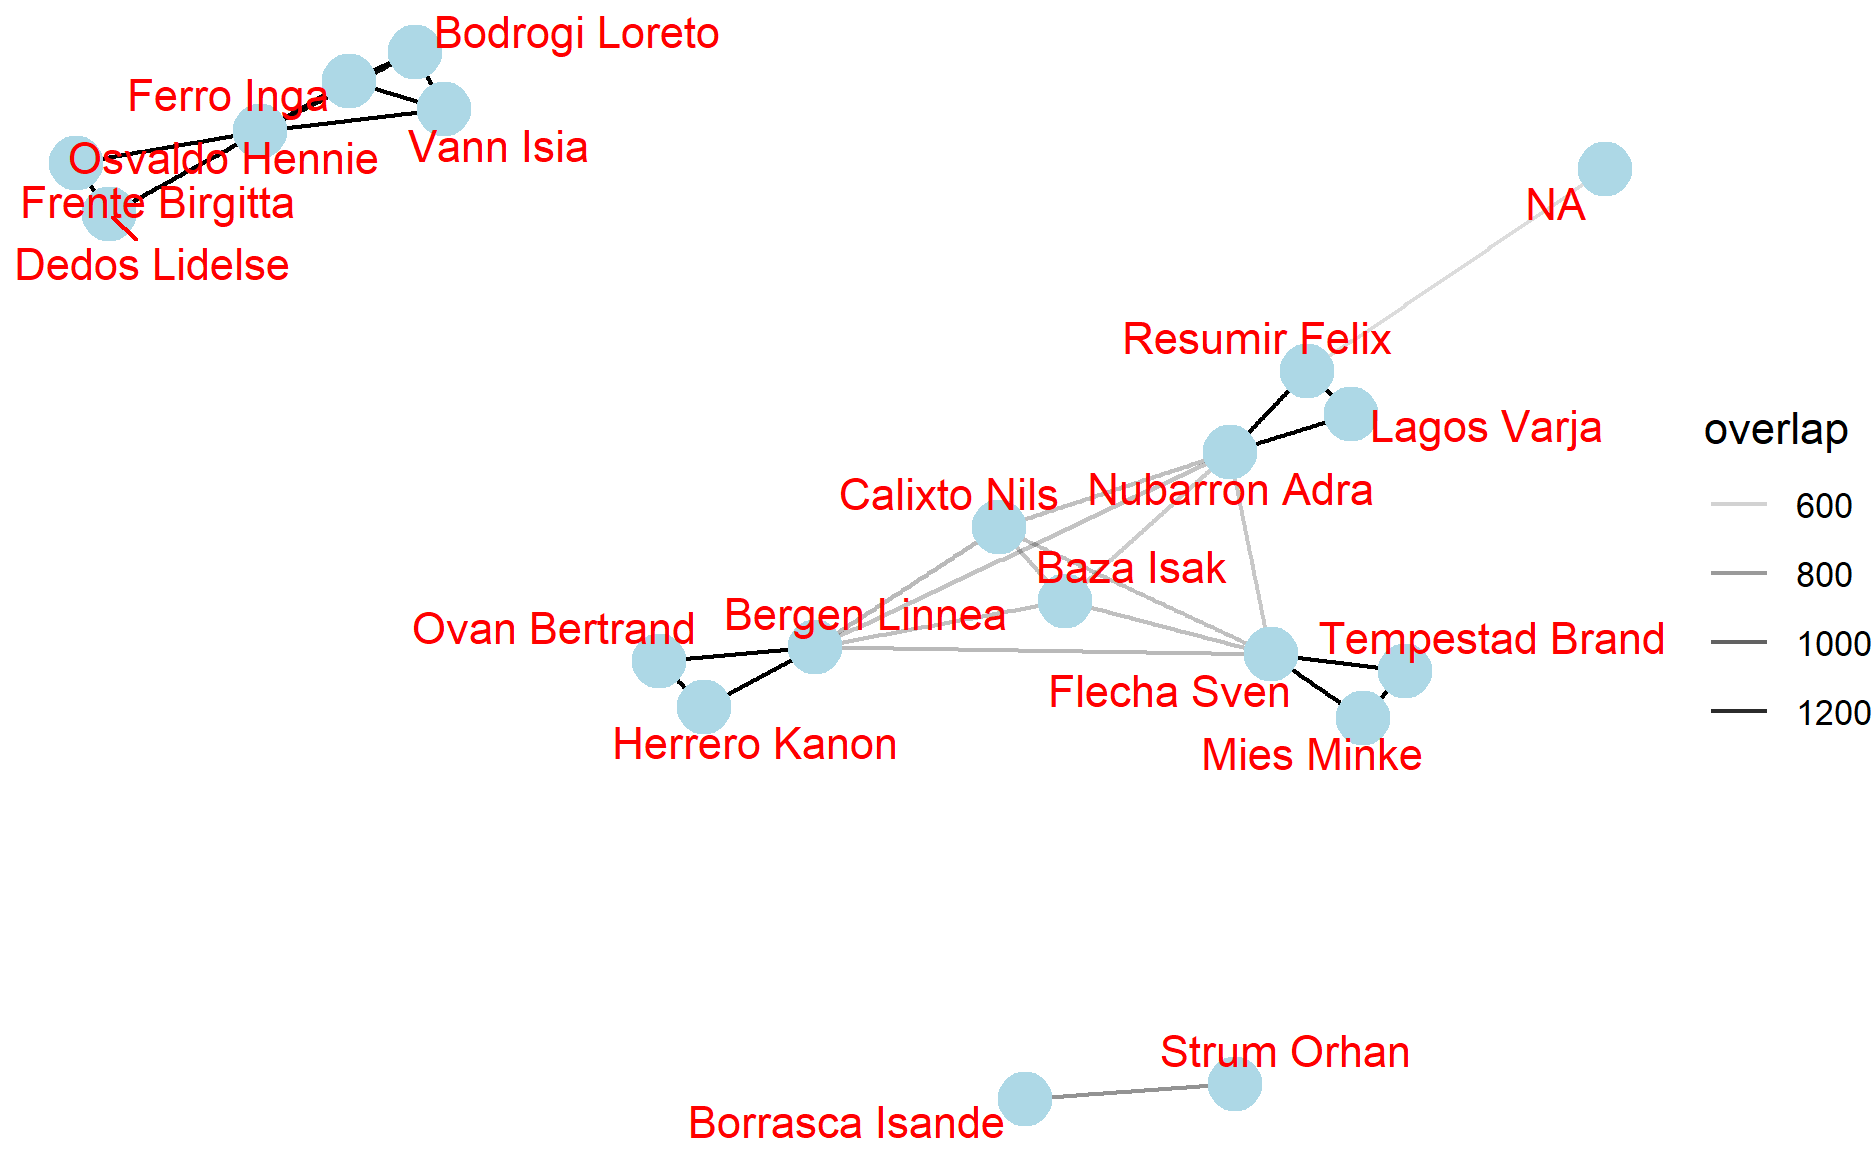 Bodrogi Loreto
Ferro Inga
Vann Isia
Osvaldo Hennie
Frente Birgitta
Dedos Lidelse
NA
Resumir Felix
Lagos Varja
Nubarron Adra
Calixto Nils
Baza Isak
Bergen Linnea
Ovan Bertrand
Herrero Kanon
Flecha Sven
Tempestad Brand
Mies Minke
Strum Orhan
Borrasca Isande
overlap
600
800
1000
1200